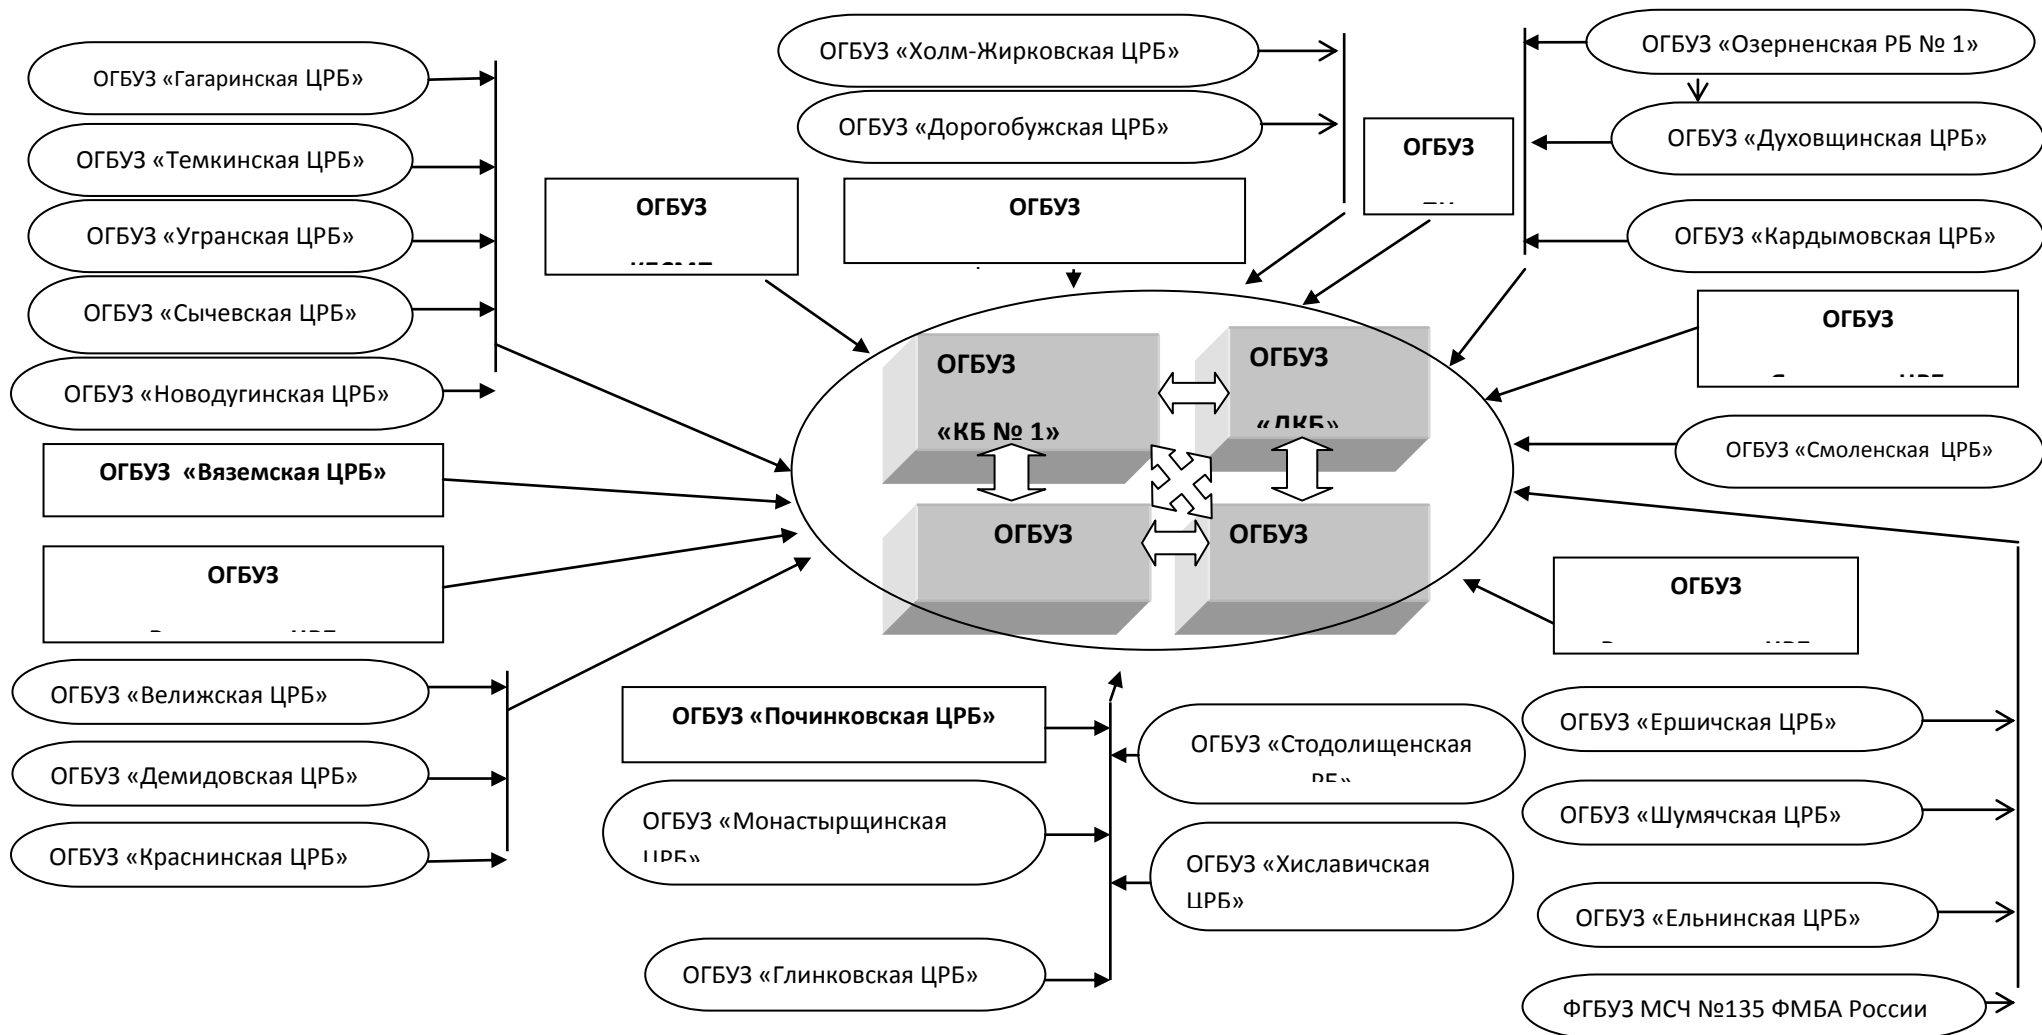 ОГБУЗ «Гагаринская ЦРБ»
ОГБУЗ «Темкинская ЦРБ»
ОГБУЗ «Угранская ЦРБ»
ОГБУЗ «Сычевская ЦРБ»
ОГБУЗ «Новодугинская ЦРБ»
ОГБУЗ «Вяземская ЦРБ»
ОГБУЗ
ОГБУЗ «Велижская ЦРБ»
ОГБУЗ «Демидовская ЦРБ»
ОГБУЗ «Краснинская ЦРБ»
ОГБУЗ
ОГБУЗ
ОГБУЗ «Холм-Жирковская ЦРБ»
ОГБУЗ «Дорогобужская ЦРБ»
ОГБУЗ
ОГБУЗ «Озерненская РБ № 1»
ОГБУЗ «Духовщинская ЦРБ»
ОГБУЗ «Кардымовская ЦРБ»
ОГБУЗ
ОГБУЗ «Смоленская ЦРБ»
ОГБУЗ
«КБ № 1»
ОГБУЗ
«ДКБ»
ОГБУЗ
ОГБУЗ
ОГБУЗ
ОГБУЗ «Починковская ЦРБ»
ОГБУЗ «Монастырщинская
ЦРБ»
ОГБУЗ «Глинковская ЦРБ»
ОГБУЗ «Стодолищенская
РБ»
ОГБУЗ «Хиславичская
ЦРБ»
ОГБУЗ «Ершичская ЦРБ»
ОГБУЗ «Шумячская ЦРБ»
ОГБУЗ «Ельнинская ЦРБ»
ФГБУЗ МСЧ №135 ФМБА России